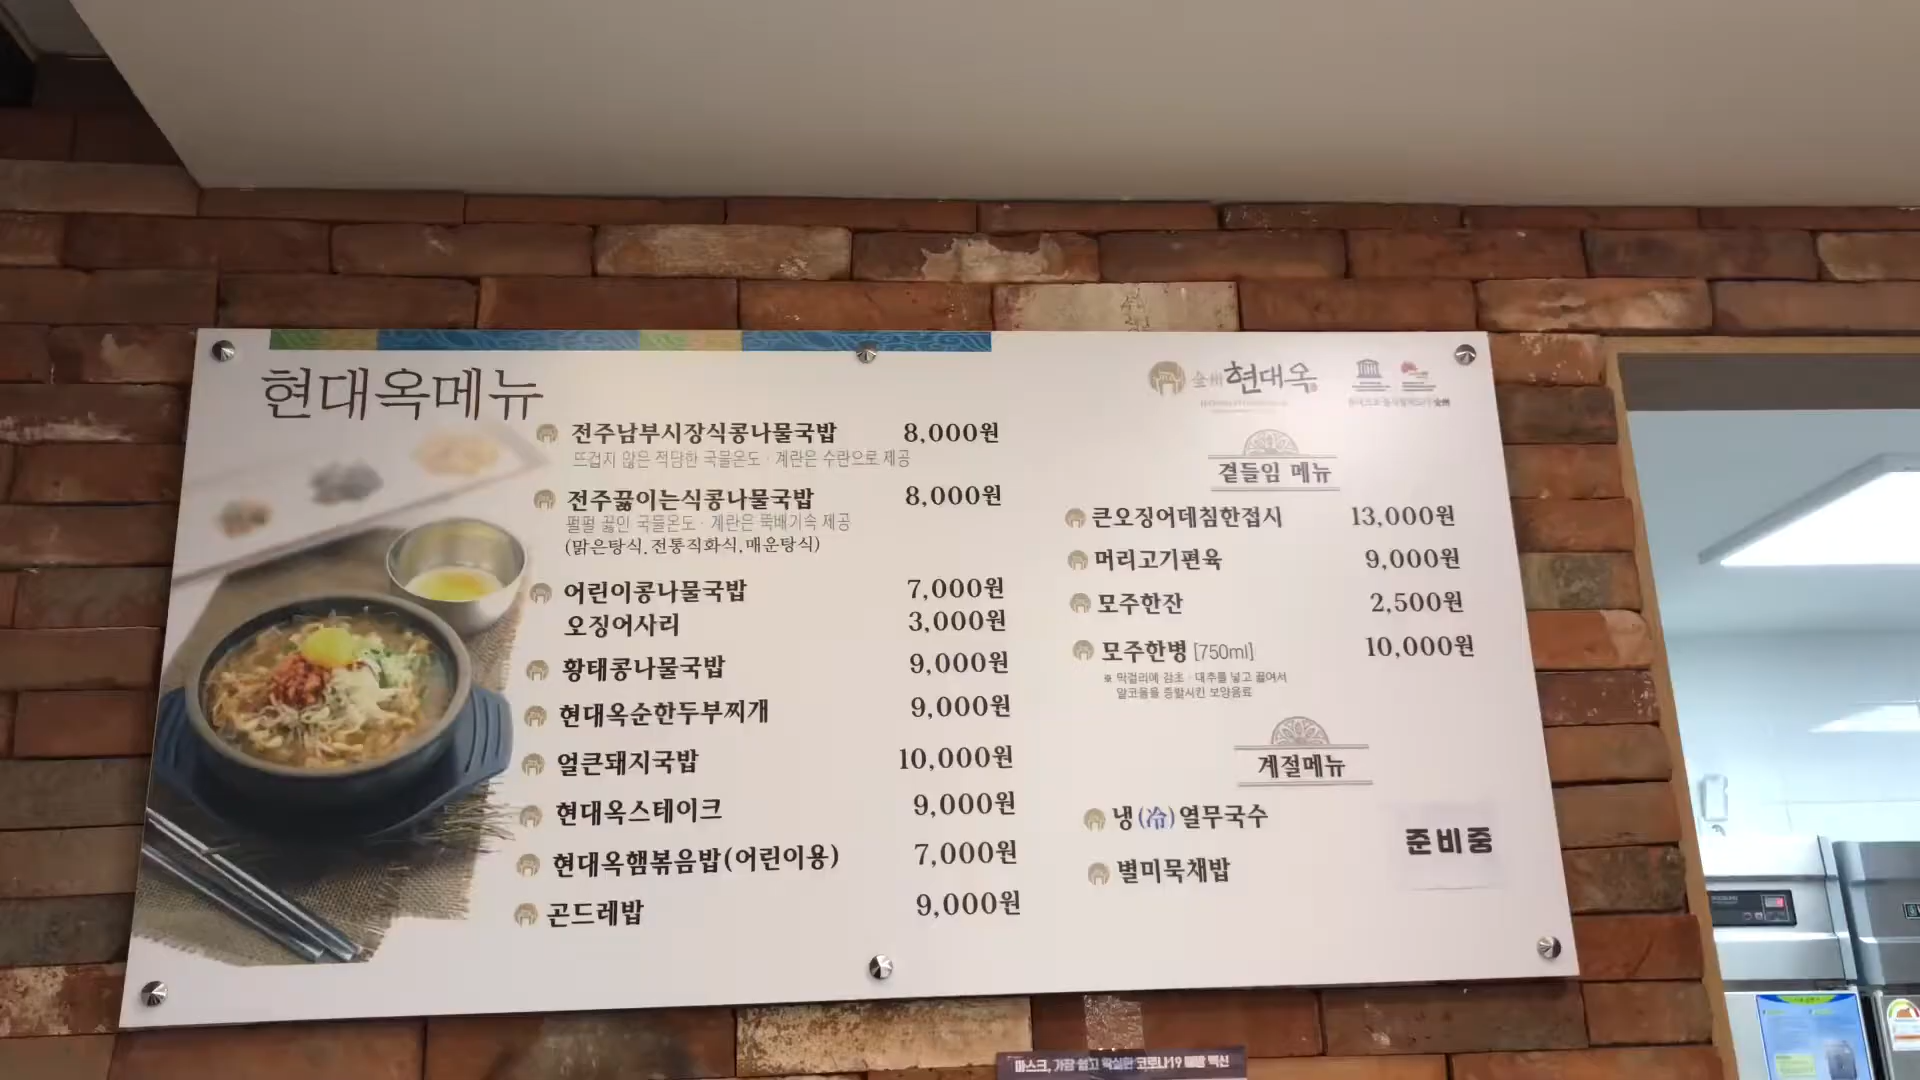 현대옥메뉴
전주남부시장식콩나물국밥 8,000원
뜨겁지 않은 적당한 국물온도 · 계란은 수란으로 제공
전주끓이는식콩나물국밥 8,000원
펄펄 끓인 국물온도 · 계란은 뚝배기속 제공
(맑은탕식,전통직화식,매운탕식)
어린이콩나물국밥 7,000원
오징어사리 3,000원
황태콩나물국밥 9,000원
현대옥순한두부찌개 9,000원
얼큰돼지국밥 10,000원
현대옥스테이크 9,000원
현대옥햄볶음밥(어린이용) 7,000원
곤드레밥 9,000원
全州 현대옥
곁들임 메뉴
큰오징어데침한접시 13,000원
머리고기편육 9,000원
모주한잔 2,500원
모주한병 [750ml] 10,000원
※ 막걸리에 감초 · 대추를 넣고 끓여서
알코올을 증발시킨 보양음료
계절메뉴
냉(冷)열무국수
별미묵채밥
준비중
마스크, 가장 쉽고 확실한 코로나19 예방 백신